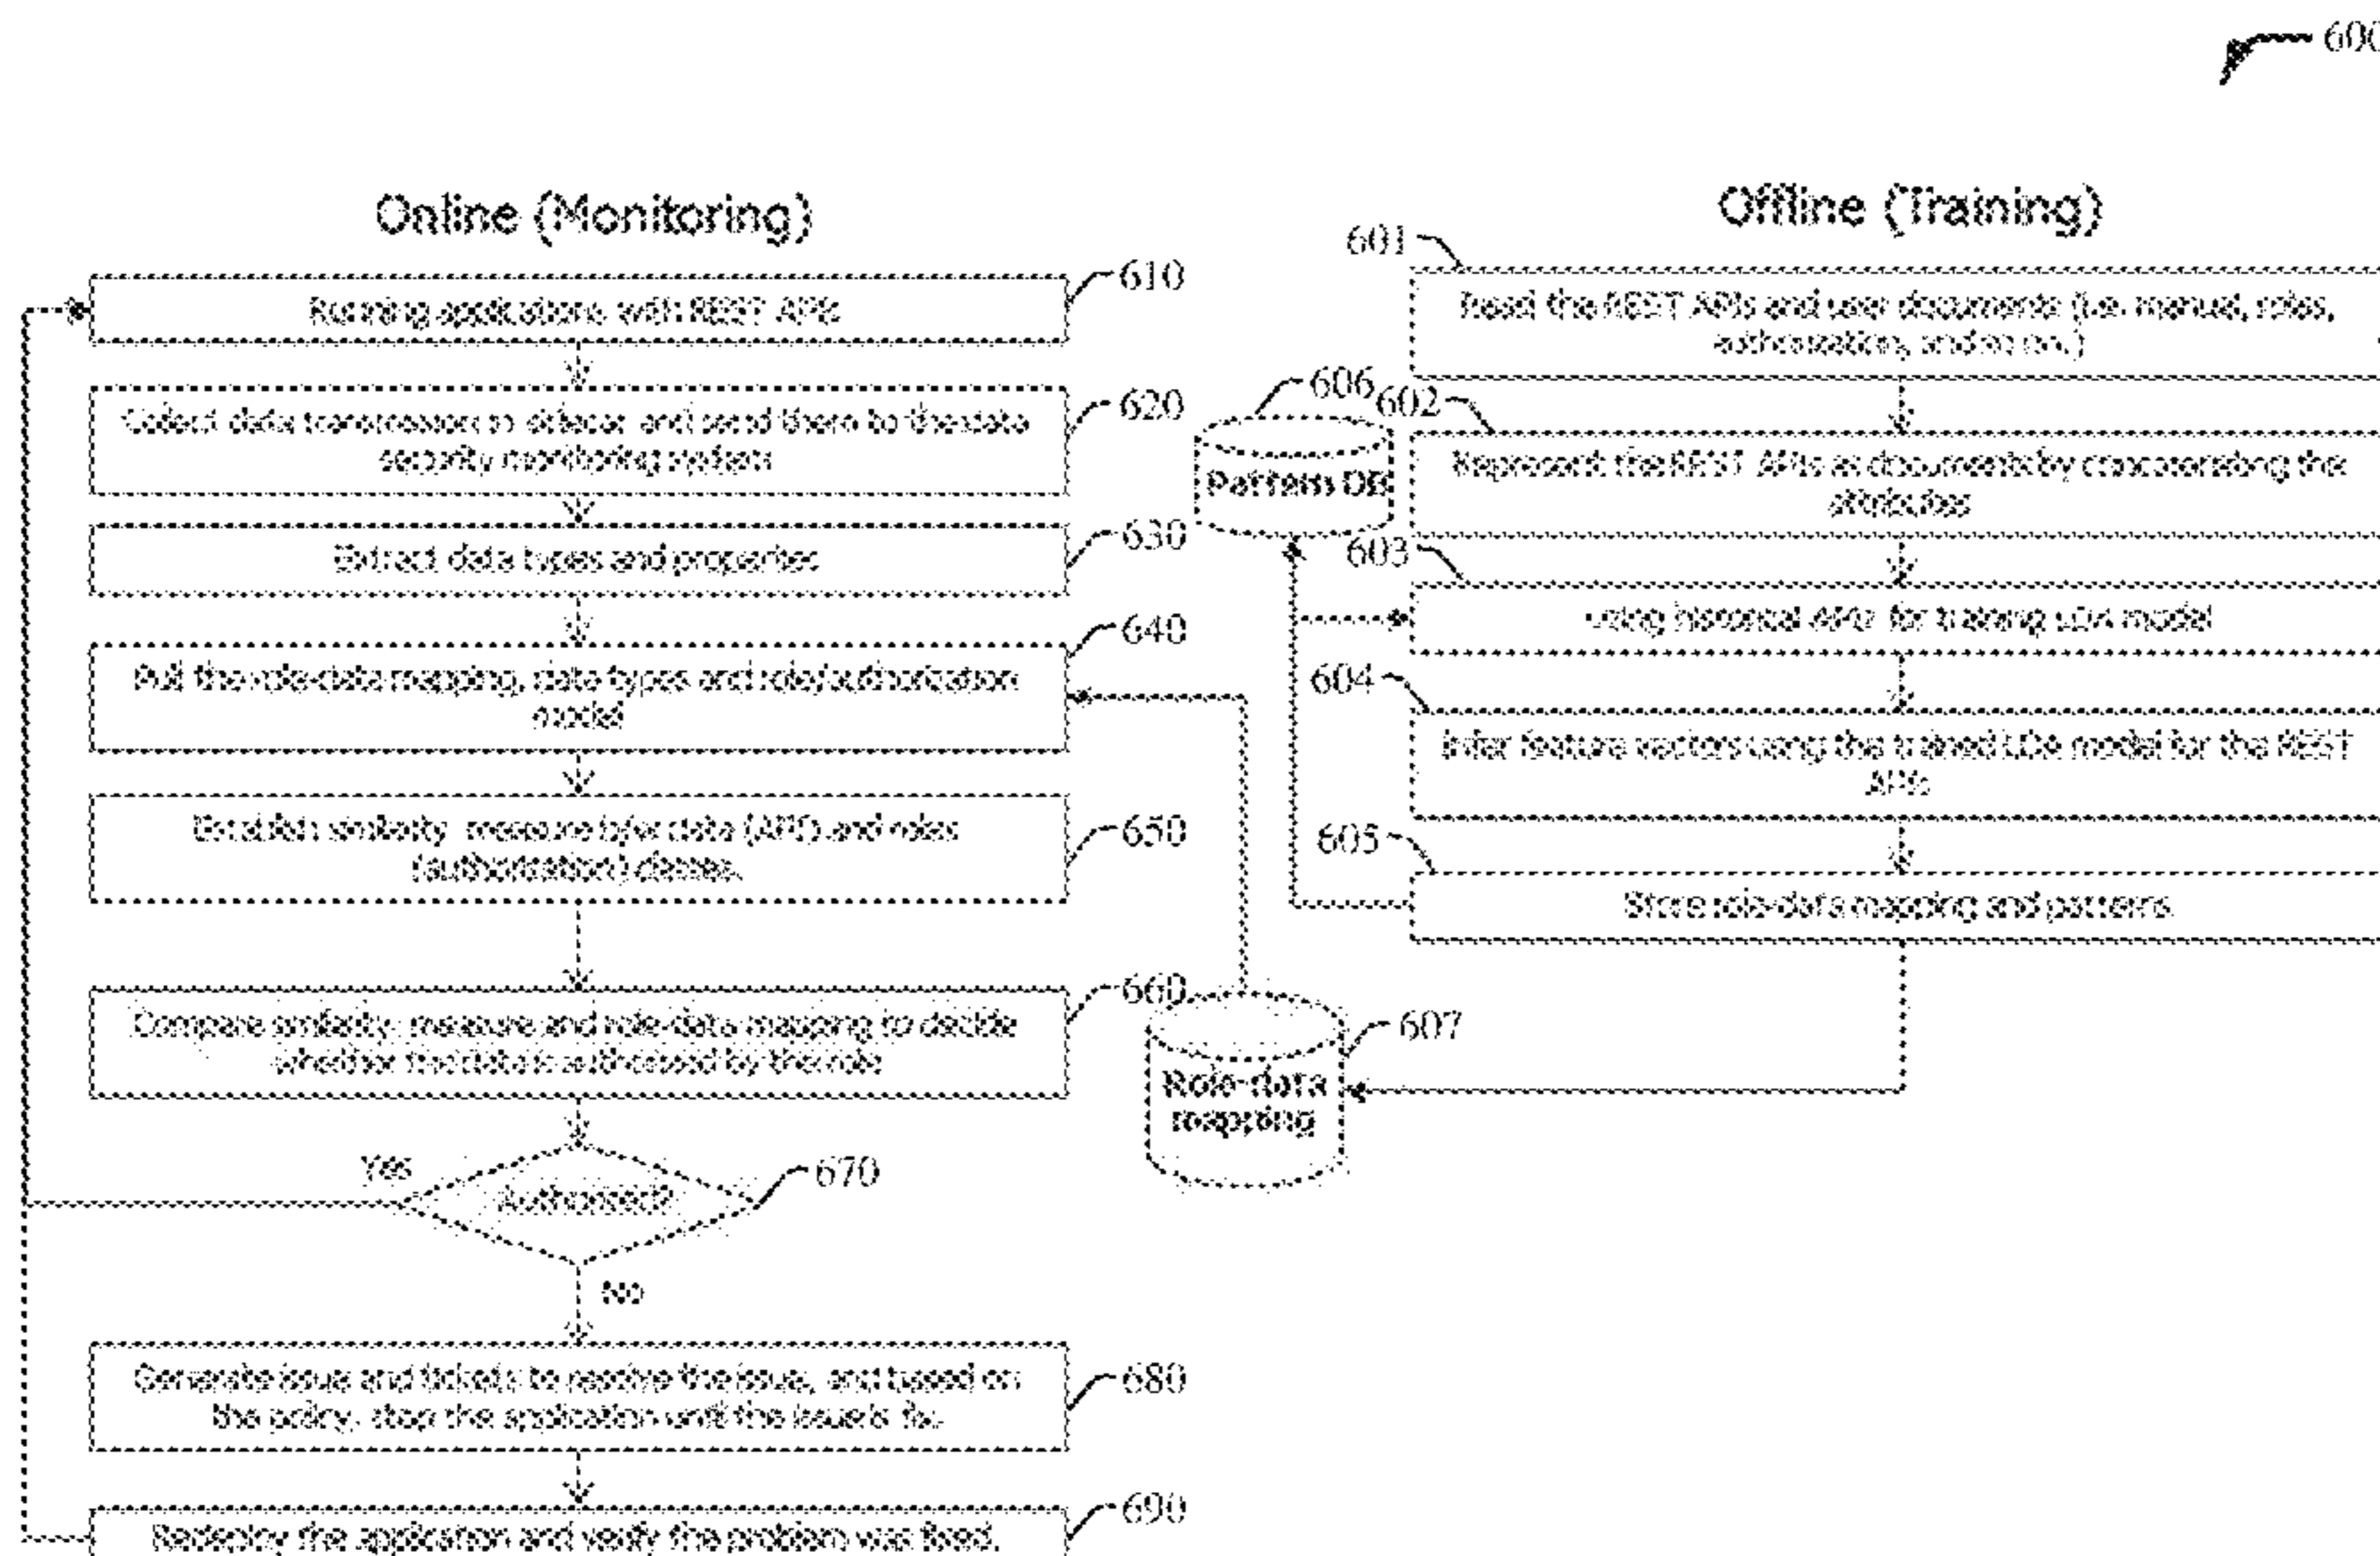 600
Online (Monitoring)
610
Running applications with REST APIs
620
Collect data transmission in sidecar and send them to the data
security monitoring system
630
Extract data types and properties
640
Pull the role-data mapping, data types and role/authorization
model
650
Establish similarity measure b/w data (API) and roles
(authorization) classes.
660
Compare similarity measure and role-data mapping to decide
whether the data is authorized by the role
670
Yes
Authorized?
No
680
Generate issue and tickets to resolve the issue, and based on
the policy, stop the application until the issue is fix.
690
Redeploy the application and verify the problem was fixed.
Offline (Training)
601
Read the REST APIs and user documents (i.e. manual, roles,
authorization, and so on.)
602
Represent the REST APIs as documents by concatenating the
attributes
603
Using historical APIs for training LDA model
604
Infer feature vectors using the trained LDA model for the REST
APIs
605
Store role-data mapping and patterns
606
Pattern DB
607
Role-data
mapping